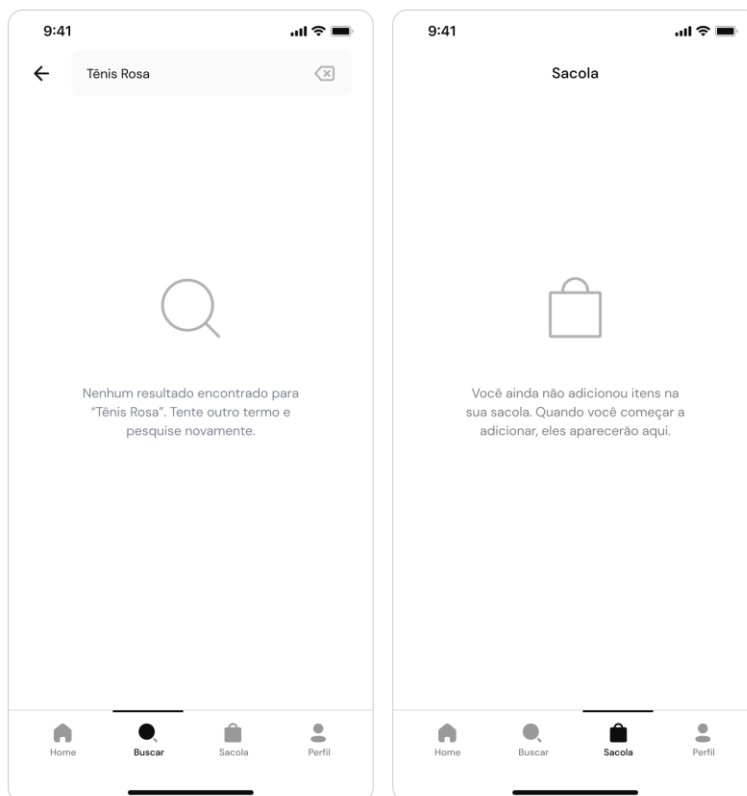 9:41
Tênis Rosa
Nenhum resultado encontrado para
“Tênis Rosa”. Tente outro termo e
pesquise novamente.
Home
Buscar
Sacola
Perfil
9:41
Sacola
Você ainda não adicionou itens na
sua sacola. Quando você começar a
adicionar, eles aparecerão aqui.
Home
Buscar
Sacola
Perfil